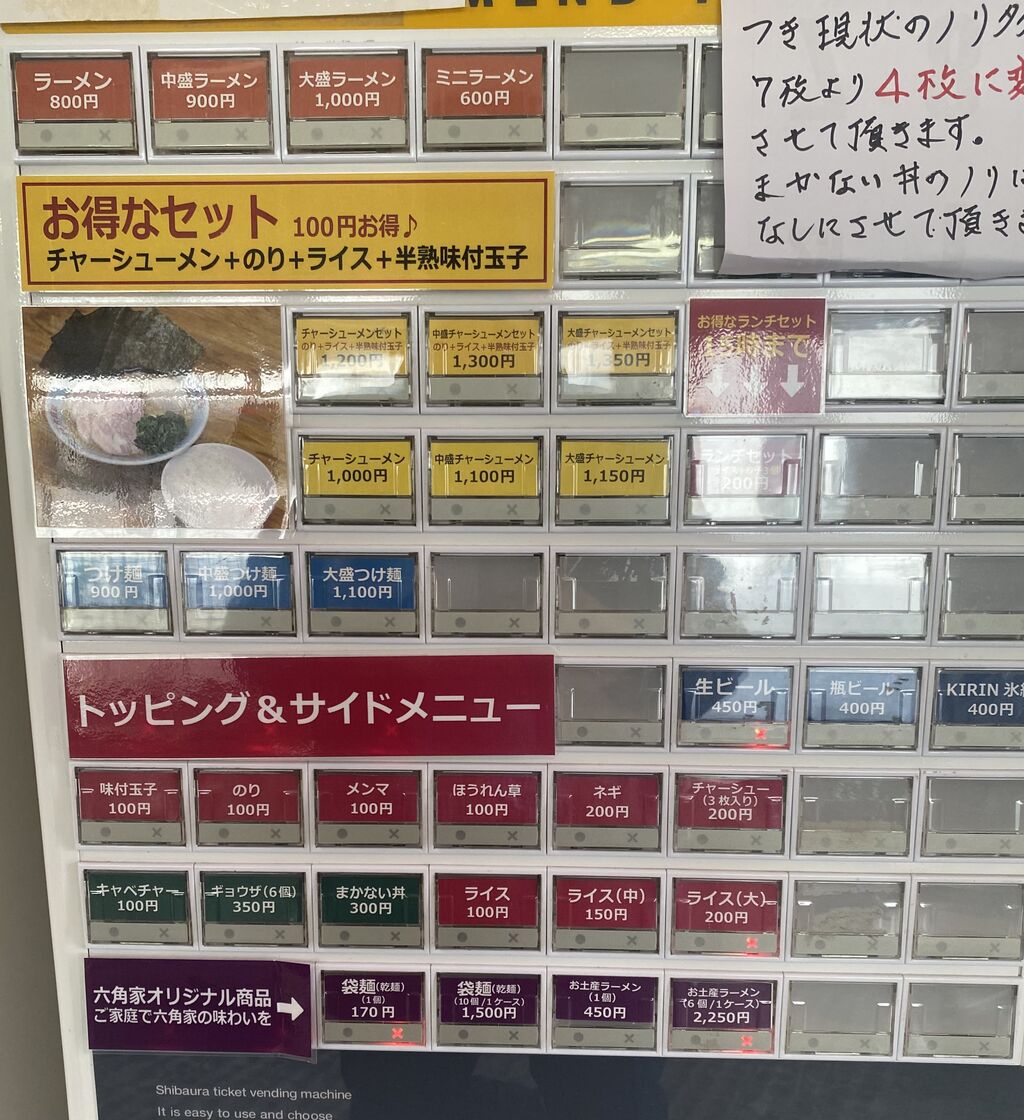 つき現状のノリタ
7枚より4枚に変
させて頂きます。
まかない丼のノリは
なしにさせて頂きま
ラーメン
800円
中盛ラーメン
900円
大盛ラーメン
1,000円
ミニラーメン
600円
お得なセット 100円お得♪
チャーシューメン+のり+ライス+半熟味付玉子
チャーシューメンセット
のり+ライス+半熟味付玉子
1,200円
中盛チャーシューメンセット
のり+ライス+半熟味付玉子
1,300円
大盛チャーシューメンセット
のり+ライス+半熟味付玉子
1,350円
お得なランチセット
時まで
チャーシューメン
1,000円
中盛チャーシューメン
1,100円
大盛チャーシューメン
1,150円
ランチセット
200円
つけ麺
900円
中盛つけ麺
1,000円
大盛つけ麺
1,100円
トッピング&サイドメニュー
生ビール
450円
瓶ビール
400円
KIRIN 氷結
400円
味付玉子
100円
のり
100円
メンマ
100円
ほうれん草
100円
ネギ
200円
チャーシュー
(3枚入り)
200円
キャベチャー
100円
ギョウザ(6個)
350円
まかない丼
300円
ライス
100円
ライス(中)
150円
ライス(大)
200円
六角家オリジナル商品
ご家庭で六角家の味わいを
袋麺(乾麺)
(1個)
170円
袋麺(乾麺)
(10個/1ケース)
1,500円
お土産ラーメン
(1個)
450円
お土産ラーメン
(6個/1ケース)
2,250円
Shibaura ticket vending machine
It is easy to use and choose